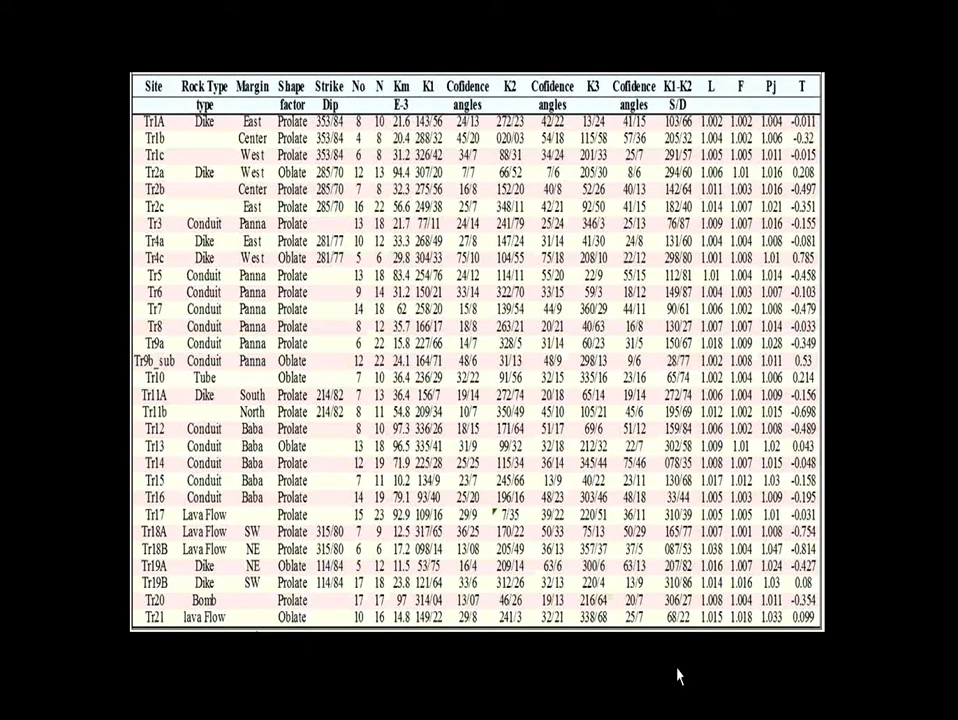 Site Rock Type Margin Shape Strike No N Km K1 Cofidence K2 Cofidence K3 Cofidence K1-K2 L F Pj T
type factor Dip E-3 angles angles angles S/D
Tr1A Dike East Prolate 353/84 8 10 21.6 143/56 24/13 272/23 42/22 13/24 41/15 103/66 1.002 1.002 1.004 -0.011
Tr1b Center Prolate 353/84 4 8 20.4 288/32 45/20 020/03 54/18 115/58 57/36 205/32 1.004 1.002 1.006 -0.32
Tr1c West Prolate 353/84 6 8 31.2 326/42 34/7 88/31 34/24 201/33 25/7 291/57 1.005 1.005 1.011 -0.015
Tr2a Dike West Oblate 285/70 12 13 94.4 307/20 7/7 66/52 7/6 205/30 8/6 294/60 1.006 1.01 1.016 0.208
Tr2b Center Prolate 285/70 7 8 32.3 275/56 16/8 152/20 40/8 52/26 40/13 142/64 1.011 1.003 1.016 -0.497
Tr2c East Prolate 285/70 16 22 56.6 249/38 25/7 348/11 42/21 92/50 41/15 182/40 1.014 1.007 1.021 -0.351
Tr3 Conduit Panna Prolate 13 18 21.7 77/11 24/14 241/79 25/24 346/3 25/13 76/87 1.009 1.007 1.016 -0.155
Tr4a Dike East Prolate 281/77 10 12 33.3 268/49 27/8 147/24 31/14 41/30 24/8 131/60 1.004 1.004 1.008 -0.081
Tr4c Dike West Oblate 281/77 5 6 29.8 304/33 75/10 104/55 75/18 208/10 22/12 298/80 1.001 1.008 1.01 0.785
Tr5 Conduit Panna Prolate 13 18 83.4 254/76 24/12 114/11 55/20 22/9 55/15 112/81 1.01 1.004 1.014 -0.458
Tr6 Conduit Panna Prolate 9 14 31.2 150/21 33/14 322/70 33/15 59/3 18/12 149/87 1.004 1.003 1.007 -0.103
Tr7 Conduit Panna Prolate 14 18 62 258/20 15/8 139/54 44/9 360/29 44/11 90/61 1.006 1.002 1.008 -0.479
Tr8 Conduit Panna Prolate 8 12 35.7 166/17 18/8 263/21 20/21 40/63 16/8 130/27 1.007 1.007 1.014 -0.033
Tr9a Conduit Panna Prolate 6 22 15.8 227/66 14/7 328/5 31/14 60/23 31/5 150/67 1.018 1.009 1.028 -0.349
Tr9b_sub Conduit Panna Oblate 12 22 24.1 164/71 48/6 31/13 48/9 298/13 9/6 28/77 1.002 1.008 1.011 0.53
Tr10 Tube Oblate 7 10 36.4 236/29 32/22 91/56 32/15 335/16 23/16 65/74 1.002 1.004 1.006 0.214
Tr11A Dike South Prolate 214/82 7 13 36.4 156/7 19/14 272/74 20/18 65/14 19/14 272/74 1.006 1.004 1.009 -0.156
Tr11b North Prolate 214/82 8 11 54.8 209/34 10/7 350/49 45/10 105/21 45/6 195/69 1.012 1.002 1.015 -0.698
Tr12 Conduit Baba Prolate 8 10 97.3 336/26 18/15 171/64 51/17 69/6 51/12 159/84 1.006 1.002 1.008 -0.489
Tr13 Conduit Baba Oblate 13 18 96.5 335/41 31/9 99/32 32/18 212/32 22/7 302/58 1.009 1.01 1.02 0.043
Tr14 Conduit Baba Prolate 12 19 71.9 225/28 25/25 115/34 36/14 345/44 75/46 078/35 1.008 1.007 1.015 -0.048
Tr15 Conduit Baba Prolate 7 11 10.2 134/9 23/7 245/66 13/9 40/22 23/11 130/68 1.017 1.012 1.03 -0.158
Tr16 Conduit Baba Prolate 14 19 79.1 93/40 25/20 196/16 48/23 303/46 48/18 33/44 1.005 1.003 1.009 -0.195
Tr17 Lava Flow Prolate 15 23 92.9 109/16 29/9 7/35 39/22 220/51 36/11 310/39 1.005 1.005 1.01 -0.031
Tr18A Lava Flow SW Prolate 315/80 7 9 12.5 317/65 36/25 170/22 50/33 75/13 50/29 165/77 1.007 1.001 1.008 -0.754
Tr18B Lava Flow NE Prolate 315/80 6 6 17.2 098/14 13/08 205/49 36/13 357/37 37/5 087/53 1.038 1.004 1.047 -0.814
Tr19A Dike NE Oblate 114/84 5 12 11.5 53/75 16/4 209/14 63/6 300/6 63/13 207/82 1.016 1.007 1.024 -0.427
Tr19B Dike SW Prolate 114/84 17 18 23.8 121/64 33/6 312/26 32/13 220/4 13/9 310/86 1.014 1.016 1.03 0.08
Tr20 Bomb Prolate 17 17 97 314/04 13/07 46/26 19/13 216/64 20/7 306/27 1.008 1.004 1.011 -0.354
Tr21 lava Flow Oblate 10 16 14.8 149/22 29/8 241/3 32/21 338/68 25/7 68/22 1.015 1.018 1.033 0.099